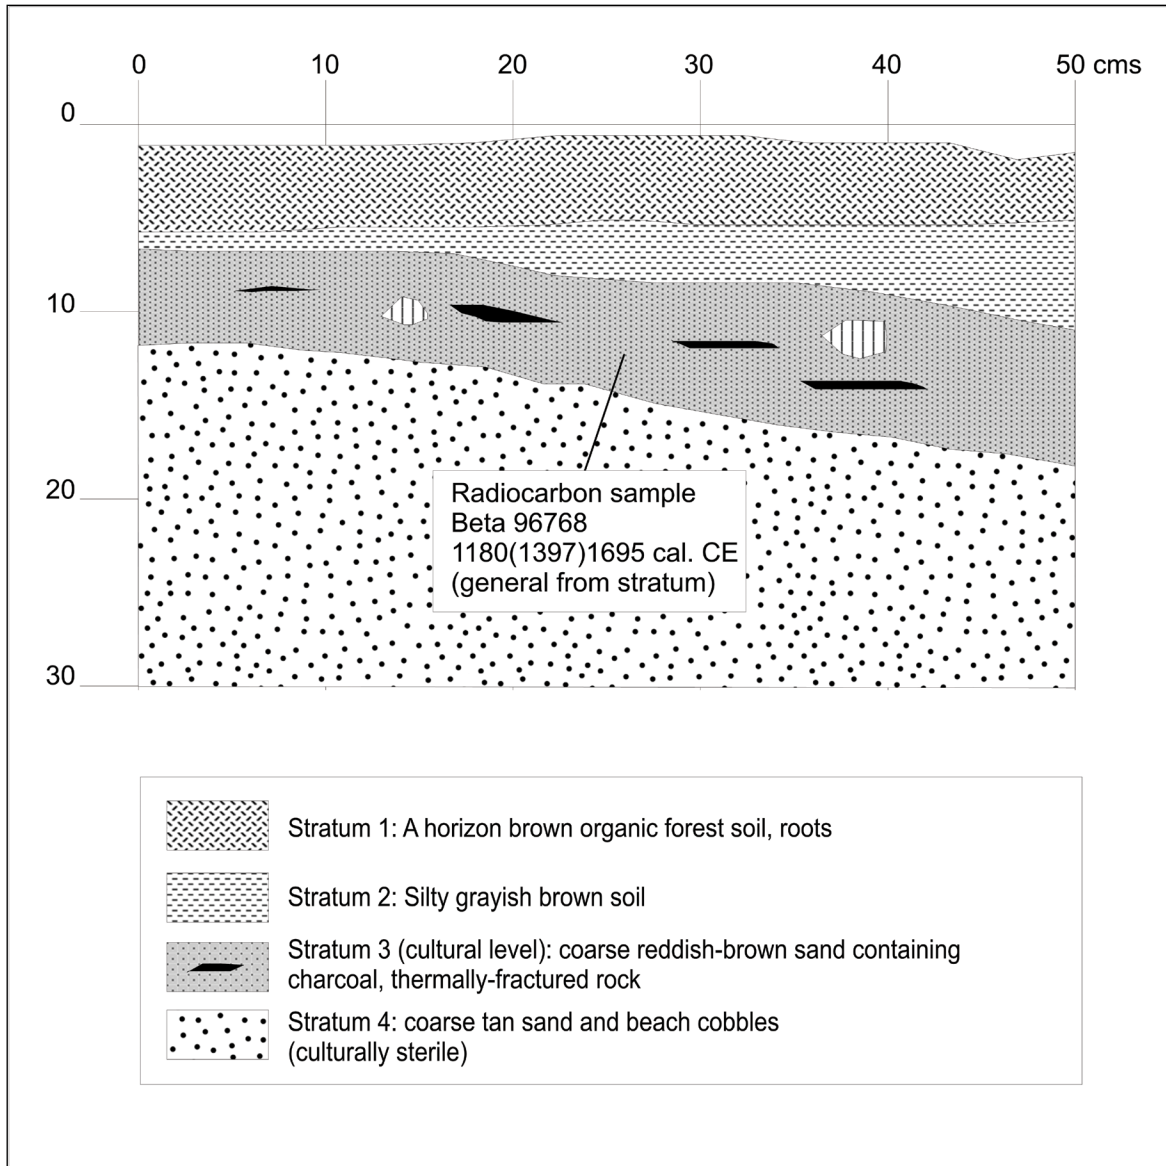 0 10 20 30 40 50 cms
0
10
20
30
Radiocarbon sample
Beta 96768
1180(1397)1695 cal. CE
(general from stratum)
Stratum 1: A horizon brown organic forest soil, roots
Stratum 2: Silty grayish brown soil
Stratum 3 (cultural level): coarse reddish-brown sand containing
charcoal, thermally-fractured rock
Stratum 4: coarse tan sand and beach cobbles
(culturally sterile)